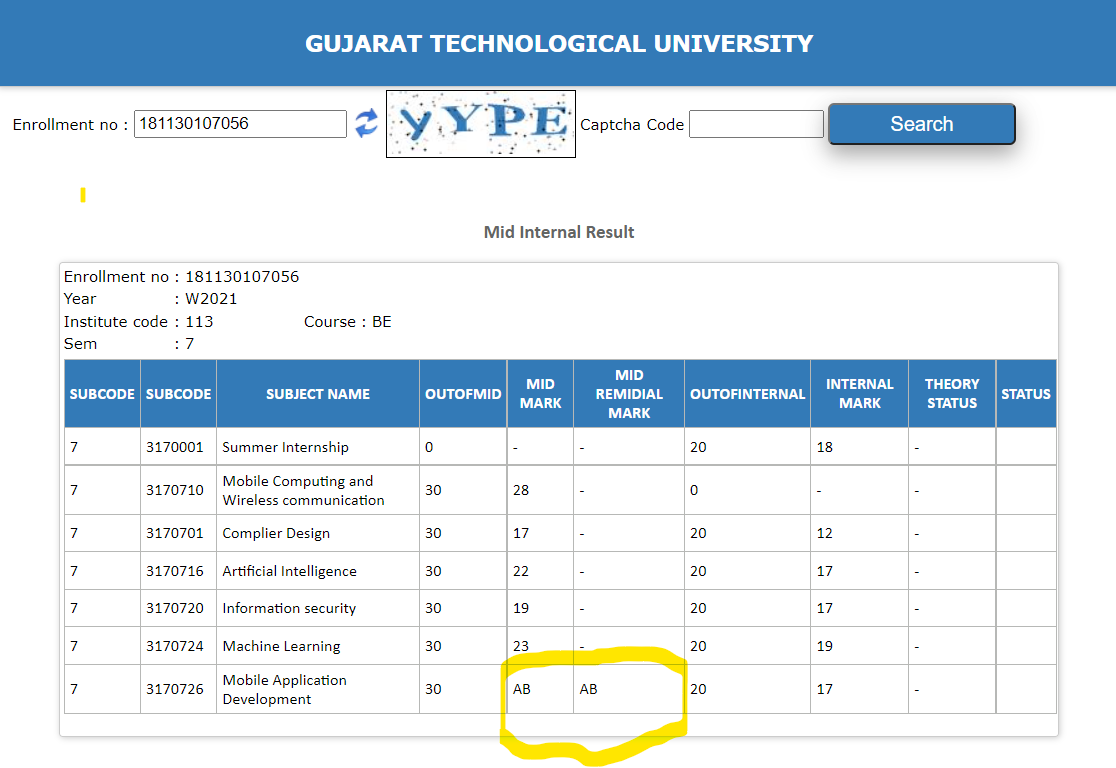 GUJARAT TECHNOLOGICAL UNIVERSITY
Enrollment no : 181130107056 yYPE Captcha Code Search
Mid Internal Result
Enrollment no : 181130107056
Year : W2021
Institute code : 113 Course : BE
Sem : 7
SUBCODE SUBCODE SUBJECT NAME OUTOFMID MID MARK MID REMIDIAL MARK OUTOFINTERNAL INTERNAL MARK THEORY STATUS STATUS
7 3170001 Summer Internship 0 - - 20 18 -
7 3170710 Mobile Computing and Wireless communication 30 28 - 0 - -
7 3170701 Complier Design 30 17 - 20 12 -
7 3170716 Artificial Intelligence 30 22 - 20 17 -
7 3170720 Information security 30 19 - 20 17 -
7 3170724 Machine Learning 30 23 - 20 19 -
7 3170726 Mobile Application Development 30 AB AB 20 17 -